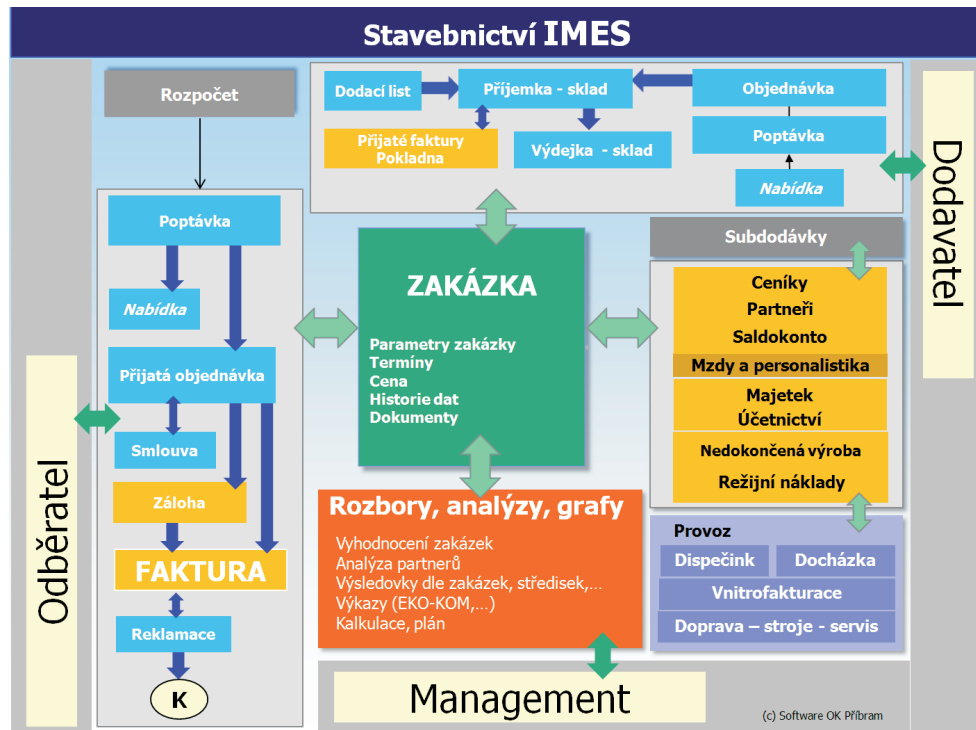 Stavebnictví IMES
Rozpočet
Poptávka
Nabídka
Přijatá objednávka
Smlouva
Záloha
FAKTURA
Reklamace
K
Odběratel
Dodací list
Příjemka - sklad
Objednávka
Přijaté faktury
Pokladna
Výdejka - sklad
Poptávka
Nabídka
Dodavatel
ZAKÁZKA
Parametry zakázky
Termíny
Cena
Historie dat
Dokumenty
Subdodávky
Ceníky
Partneři
Saldokonto
Mzdy a personalistika
Majetek
Účetnictví
Nedokončená výroba
Režijní náklady
Rozbory, analýzy, grafy
Vyhodnocení zakázek
Analýza partnerů
Výsledovky dle zakázek, středisek,...
Výkazy (EKO-KOM,...)
Kalkulace, plán
Provoz
Dispečink
Docházka
Vnitrofakturace
Doprava – stroje - servis
Management
(c) Software OK Příbram